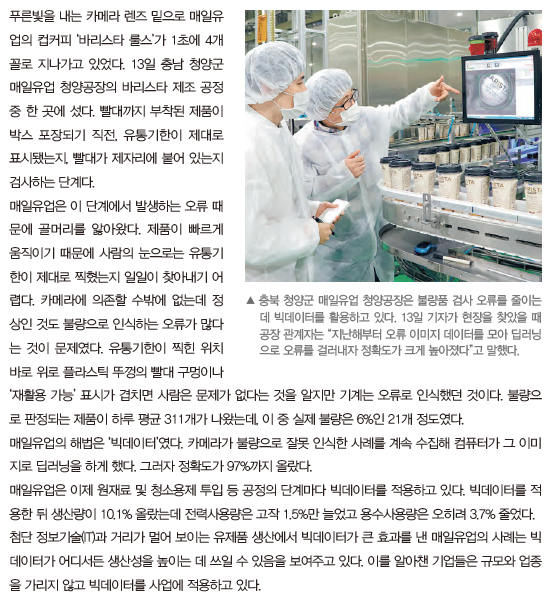 푸른빛을 내는 카메라 렌즈 밑으로 매일유
업의 컵커피 ‘바리스타 룰스’가 1초에 4개
꼴로 지나가고 있었다. 13일 충남 청양군
매일유업 청양공장의 바리스타 제조 공정
중 한 곳에 섰다. 빨대까지 부착된 제품이
박스 포장되기 직전, 유통기한이 제대로
표시됐는지, 빨대가 제자리에 붙어 있는지
검사하는 단계다.
매일유업은 이 단계에서 발생하는 오류 때
문에 골머리를 앓아왔다. 제품이 빠르게
움직이기 때문에 사람의 눈으로는 유통기
한이 제대로 찍혔는지 일일이 찾아내기 어
렵다. 카메라에 의존할 수밖에 없는데 정
상인 것도 불량으로 인식하는 오류가 많다
는 것이 문제였다. 유통기한이 찍힌 위치
바로 위로 플라스틱 뚜껑의 빨대 구멍이나
‘재활용 가능’ 표시가 겹치면 사람은 문제가 없다는 것을 알지만 기계는 오류로 인식했던 것이다. 불량으
로 판정되는 제품이 하루 평균 311개가 나왔는데, 이 중 실제 불량은 6%인 21개 정도였다.
매일유업의 해법은 ‘빅데이터’였다. 카메라가 불량으로 잘못 인식한 사례를 계속 수집해 컴퓨터가 그 이미
지로 딥러닝을 하게 했다. 그러자 정확도가 97%까지 올랐다.
매일유업은 이제 원재료 및 청소용제 투입 등 공정의 단계마다 빅데이터를 적용하고 있다. 빅데이터를 적
용한 뒤 생산량이 10.1% 올랐는데 전력사용량은 고작 1.5%만 늘었고 용수사용량은 오히려 3.7% 줄었다.
첨단 정보기술(IT)과 거리가 멀어 보이는 유제품 생산에서 빅데이터가 큰 효과를 낸 매일유업의 사례는 빅
데이터가 어디서든 생산성을 높이는 데 쓰일 수 있음을 보여주고 있다. 이를 알아챈 기업들은 규모와 업종
을 가리지 않고 빅데이터를 사업에 적용하고 있다.
▲ 충북 청양군 매일유업 청양공장은 불량품 검사 오류를 줄이는
데 빅데이터를 활용하고 있다. 13일 기자가 현장을 찾았을 때
공장 관계자는 “지난해부터 오류 이미지 데이터를 모아 딥러닝
으로 오류를 걸러내자 정확도가 크게 높아졌다”고 말했다.